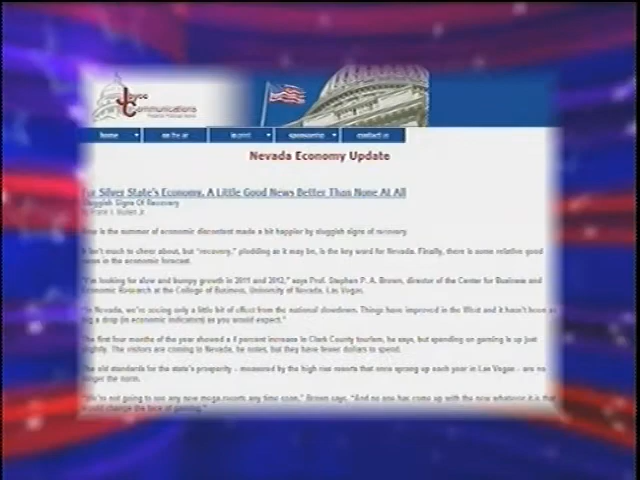 Joyce
Communications
home
on the air
in print
sponsorship
contact us
Nevada Economy Update
For Silver State's Economy, A Little Good News Better Than None At All
Sluggish Signs Of Recovery
is the summer of economic discontent made a bit happier by sluggish signs of recovery.
isn't much to cheer about, but "recovery," plodding as it may be, is the key word for Nevada. Finally, there is some relative good
news in the economic forecast.
"I'm looking for slow and bumpy growth in 2011 and 2012," says Prof. Stephen P. A. Brown, director of the Center for Business and
Economic Research at the College of Business, University of Nevada, Las Vegas.
"In Nevada, we're seeing only a little bit of effect from the national downdown. Things have improved in the West and it hasn't been as
big a drop (in economic indicators) as you would expect."
The first four months of the year showed a 4 percent increase in Clark County tourism, he says, but spending on gaming is up just
slightly. The visitors are coming to Nevada, he notes, but they have fewer dollars to spend.
The old standards for the state's prosperity - measured by the high rise resorts that once sprung up each year in Las Vegas - are no
longer the norm.
"We're not going to see any new mega resorts any time soon," Brown says. "And no one has come up with the new whatever it is that
would change the face of gaming."